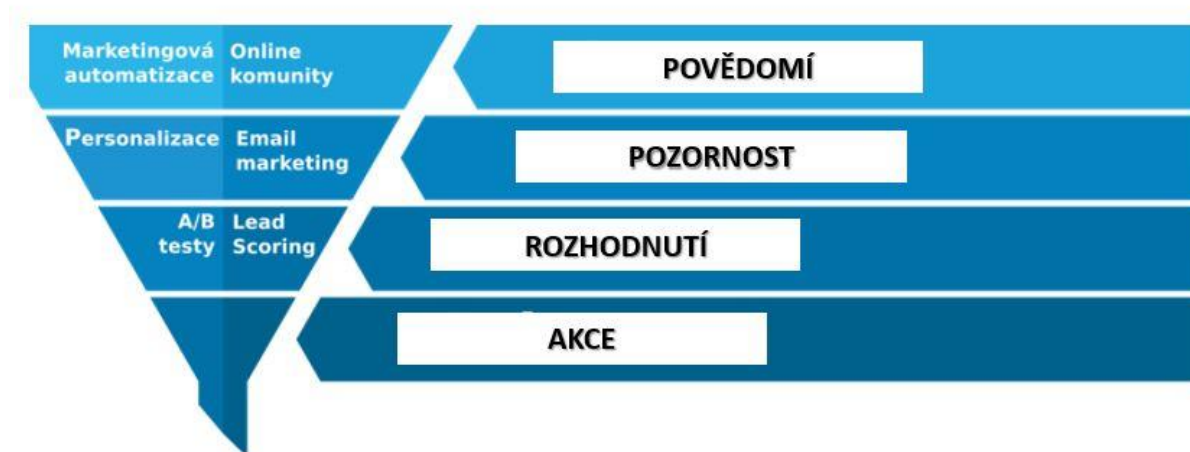 Marketingová Online
automatizace komunity
POVĚDOMÍ
Personalizace Email
marketing
POZORNOST
A/B Lead
testy Scoring
ROZHODNUTÍ
AKCE